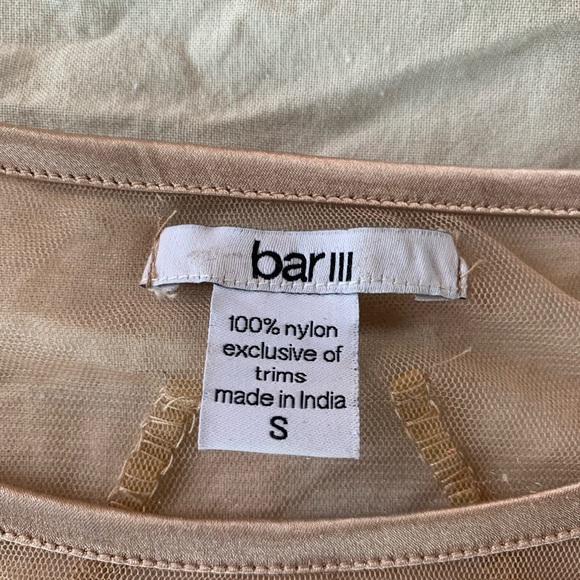 bar III
100% nylon
exclusive of
trims
made in India
S